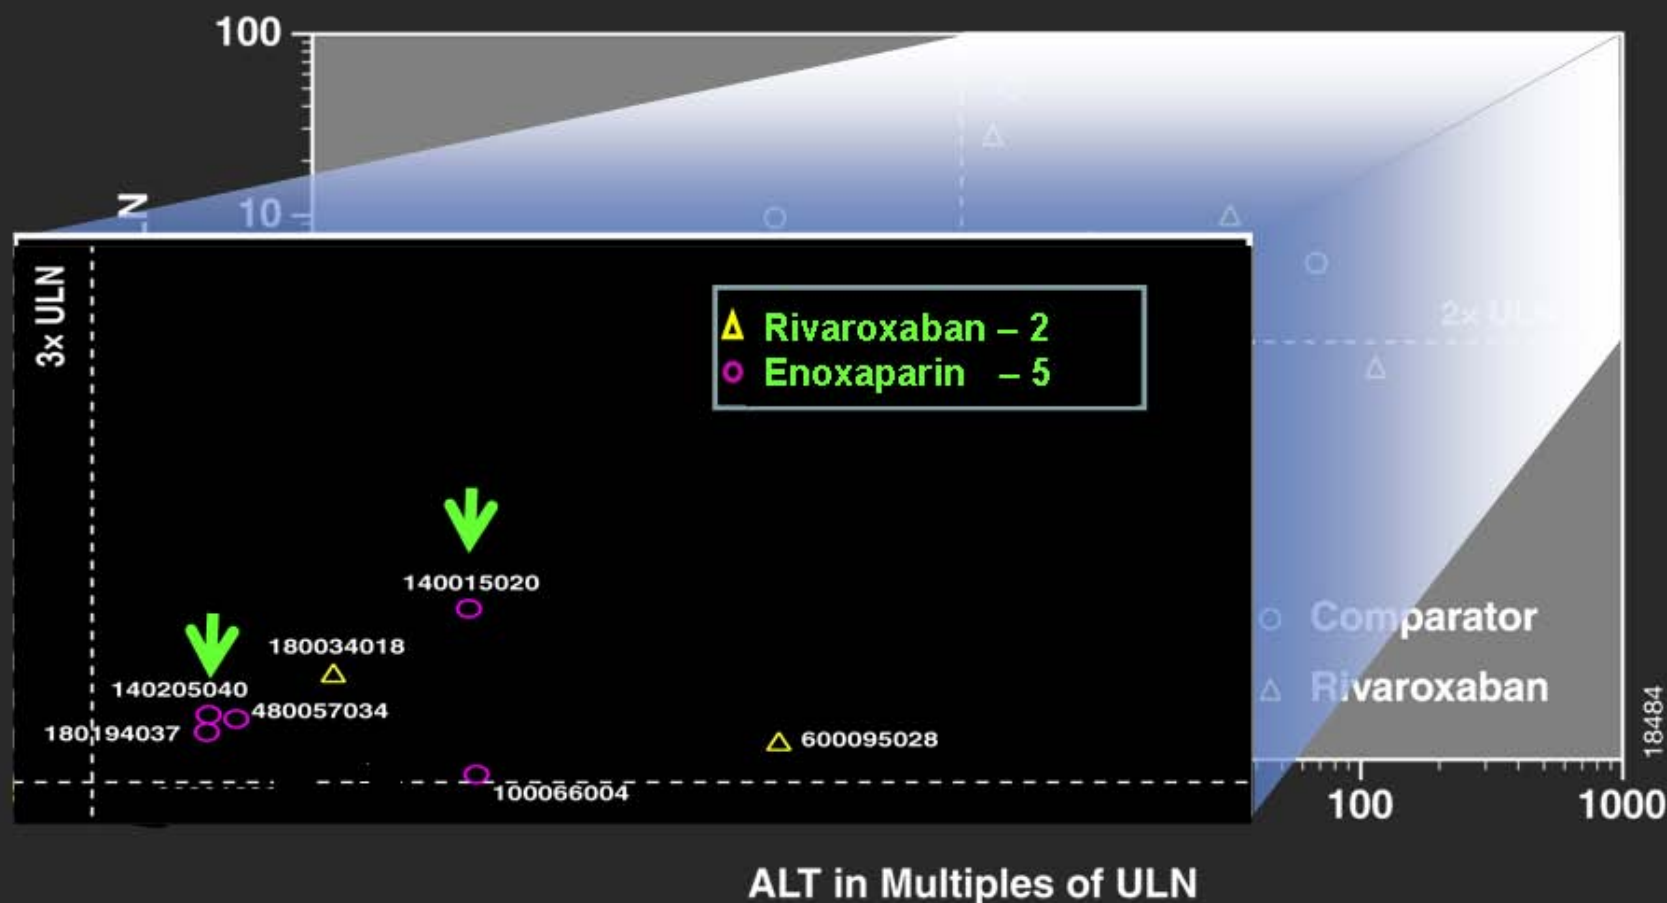 100
10
N
3x ULN
Rivaroxaban – 2
Enoxaparin – 5
2x ULN
140015020
180034018
140205040
480057034
180194037
600095028
100066004
Comparator
Rivaroxaban
18484
100
1000
ALT in Multiples of ULN